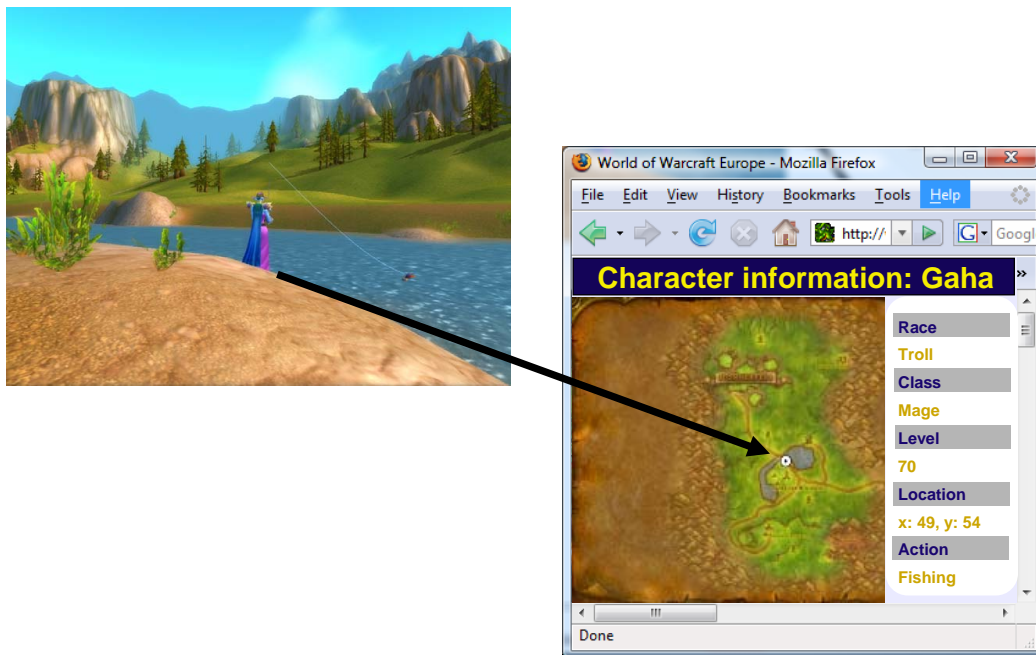 World of Warcraft Europe - Mozilla Firefox
File Edit View History Bookmarks Tools Help
http://
G Googl
Character information: Gaha
»
Race
Troll
Class
Mage
Level
70
Location
x: 49, y: 54
Action
Fishing
Done